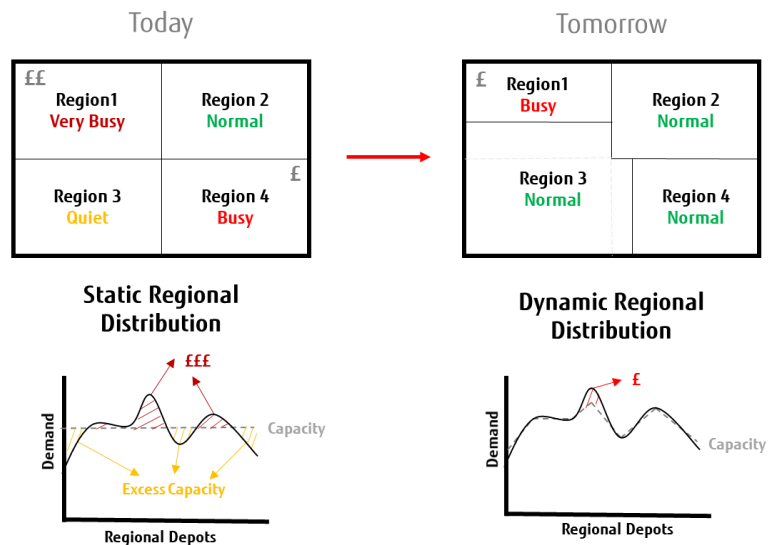 Today
Tomorrow
££
Region1
Very Busy
Region 2
Normal
Region 3
Quiet
£
Region 4
Busy
£
Region1
Busy
Region 2
Normal
Region 3
Normal
Region 4
Normal
Static Regional
Distribution
Dynamic Regional
Distribution
£££
Demand
Capacity
Excess Capacity
Regional Depots
£
Demand
Capacity
Regional Depots